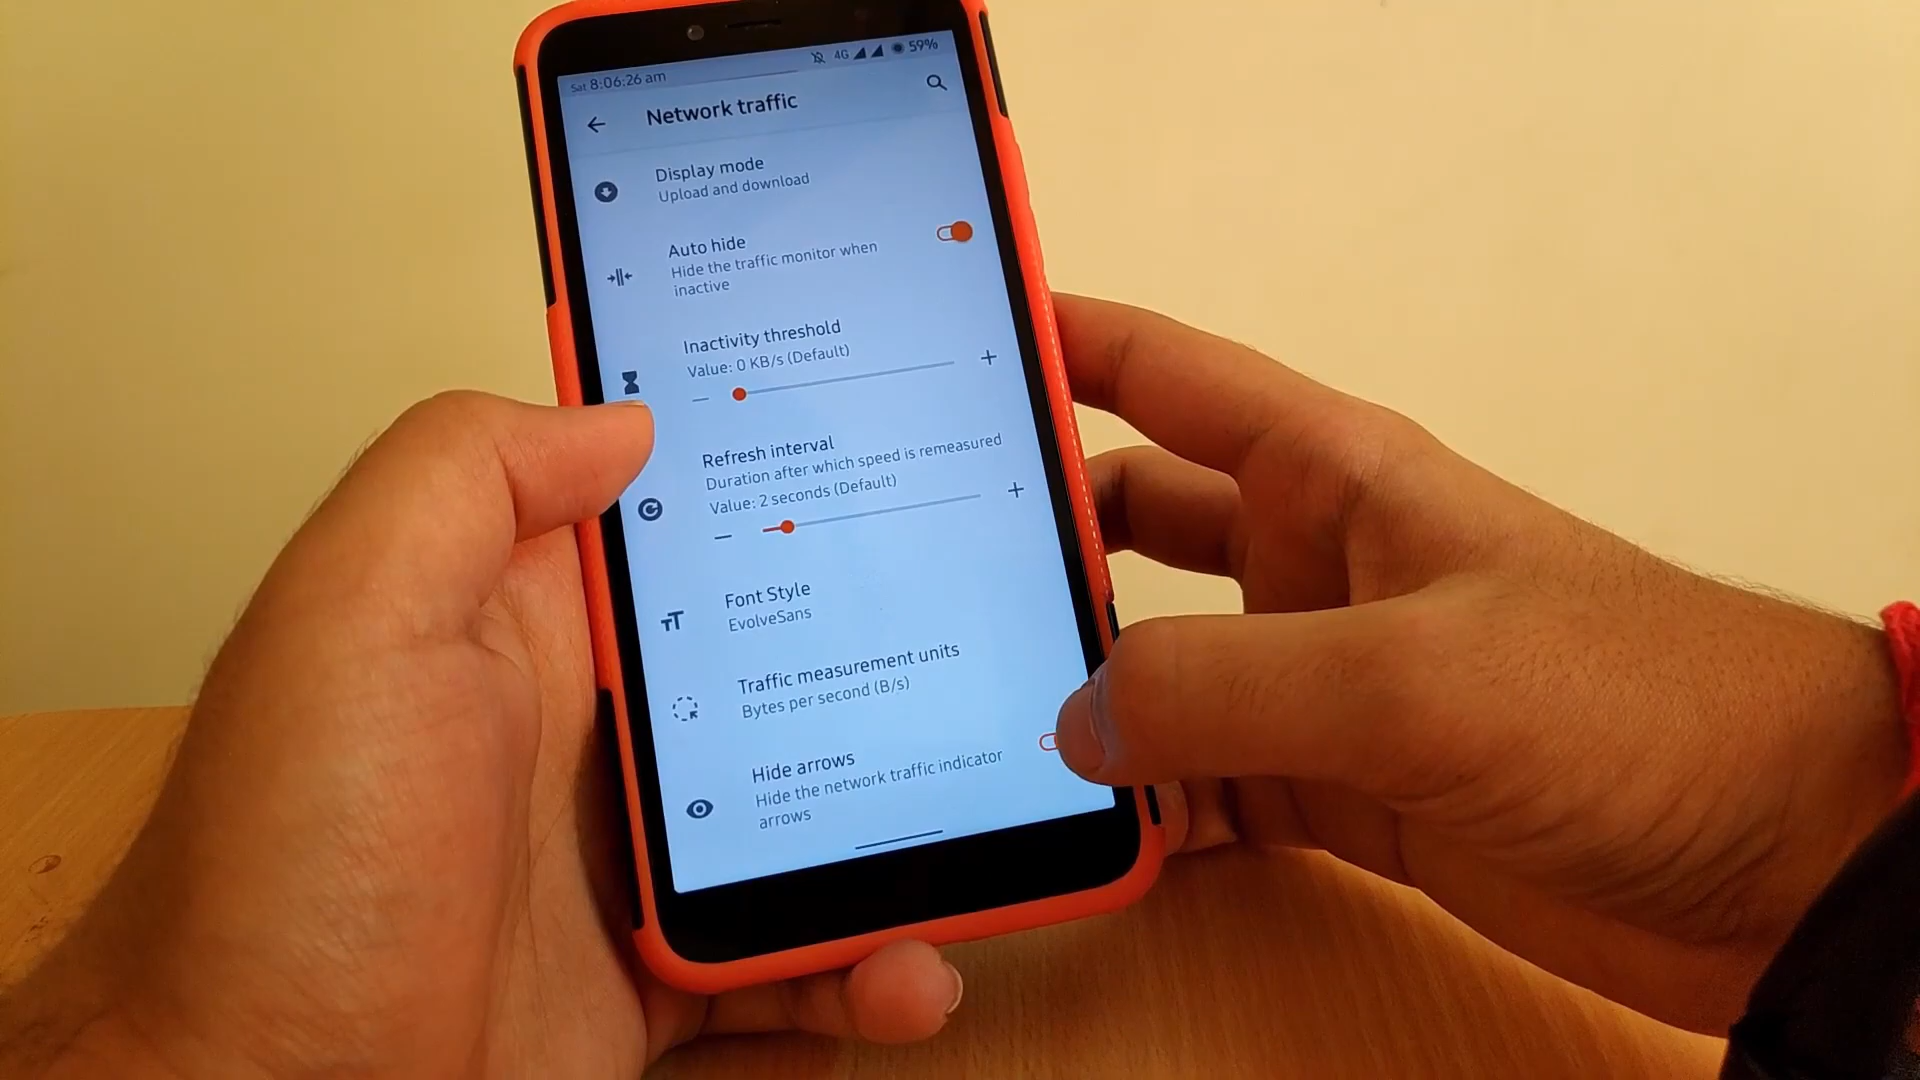 Sat 8:06:26 am
4G 59%
Network traffic
Display mode
Upload and download
Auto hide
Hide the traffic monitor when
inactive
Inactivity threshold
Value: 0 KB/s (Default)
Refresh interval
Duration after which speed is remeasured
Value: 2 seconds (Default)
Font Style
EvolveSans
Traffic measurement units
Bytes per second (B/s)
Hide arrows
Hide the network traffic indicator
arrows